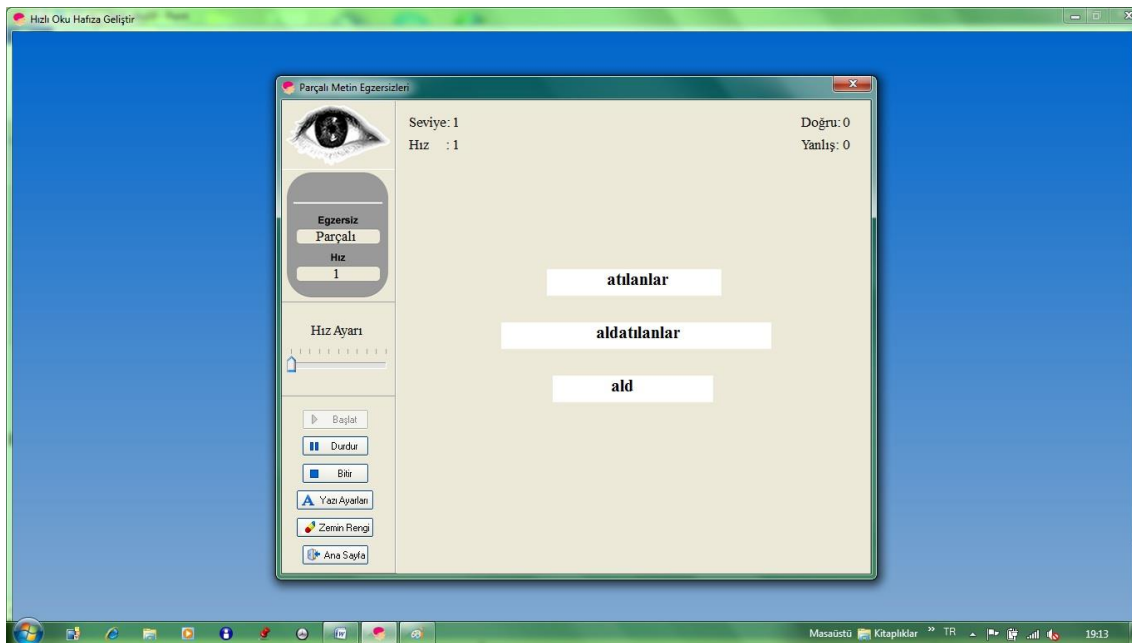 Hızlı Oku Hafıza Geliştir
Parçalı Metin Egzersizleri
Seviye: 1
Hız : 1
Doğru: 0
Yanlış: 0
Egzersiz
Parçalı
Hız
1
Hız Ayarı
Başlat
Durdur
Bitir
A Yazı Ayarları
Zemin Rengi
Ana Sayfa
atılanlar
aldatılanlar
ald
Masaüstü Kitaplıklar » TR 19:13